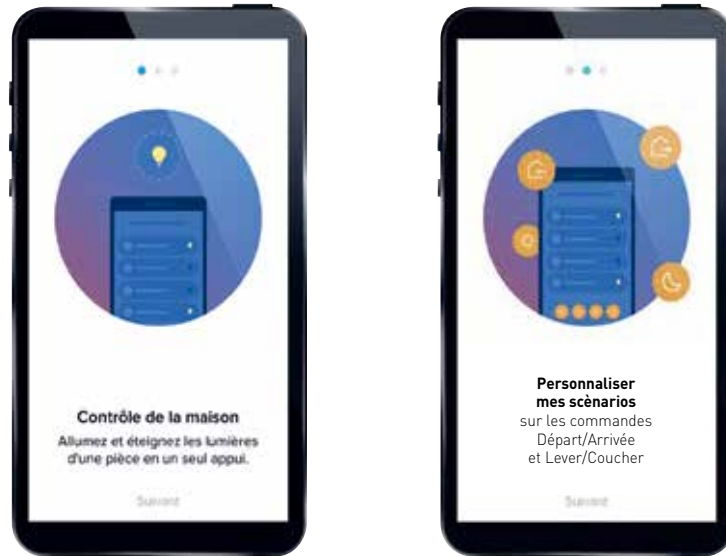 Contrôle de la maison
Allumez et éteignez les lumières
d'une pièce en un seul appui.
Suivant
Personnaliser
mes scènarios
sur les commandes
Départ/Arrivée
et Lever/Coucher
Suivant